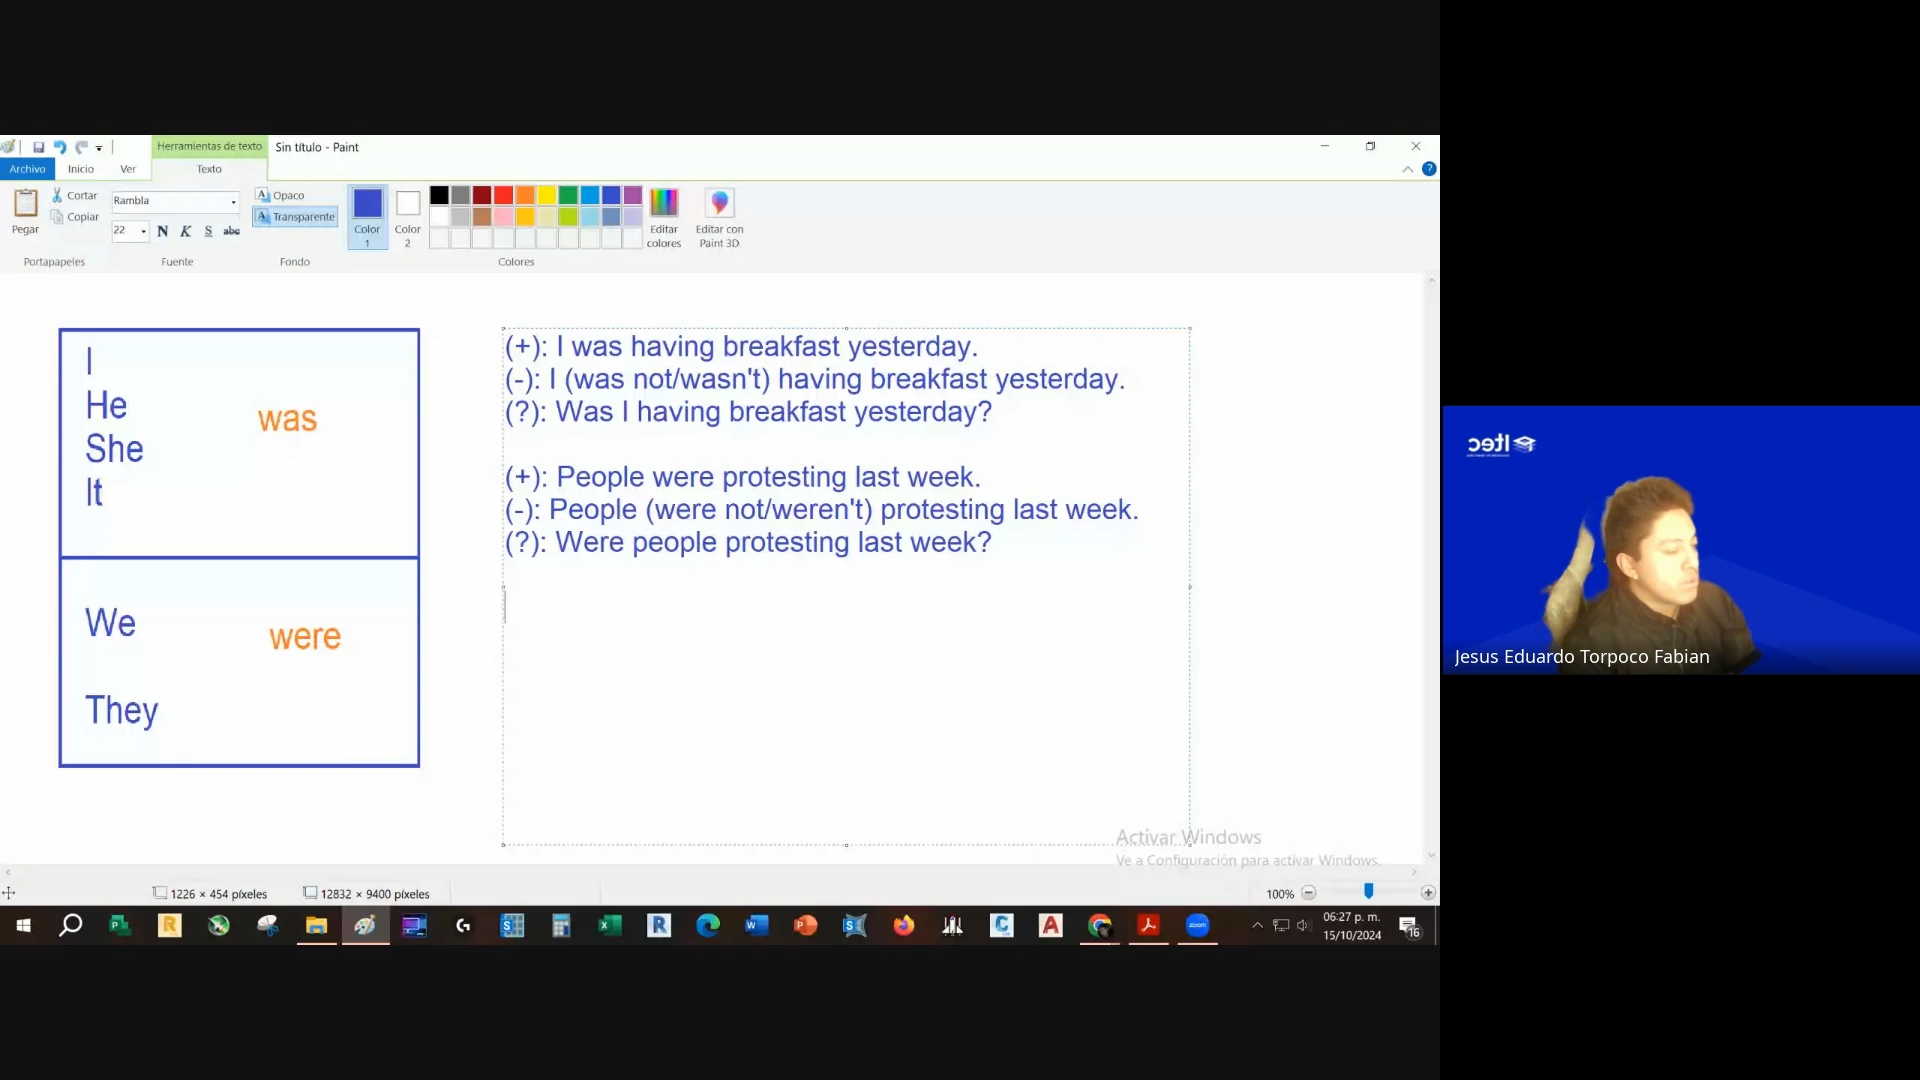 Herramientas de texto
Sin título - Paint
Archivo
Inicio
Ver
Texto
Pegar
Cortar
Copiar
Portapapeles
Rambla
22
N K S abc
Fuente
Opaco
Transparente
Fondo
Color
1
Color
2
Editar
colores
Editar con
Paint 3D
Colores
I
He
She
It
was
We
They
were
(+): I was having breakfast yesterday.
(-): I (was not/wasn't) having breakfast yesterday.
(?): Was I having breakfast yesterday?
(+): People were protesting last week.
(-): People (were not/weren't) protesting last week.
(?): Were people protesting last week?
Activar Windows
Ve a Configuración para activar Windows.
1226 × 454 píxeles
12832 × 9400 píxeles
100%
06:27 p. m.
15/10/2024
16
zoom
Itec
Jesus Eduardo Torpoco Fabian